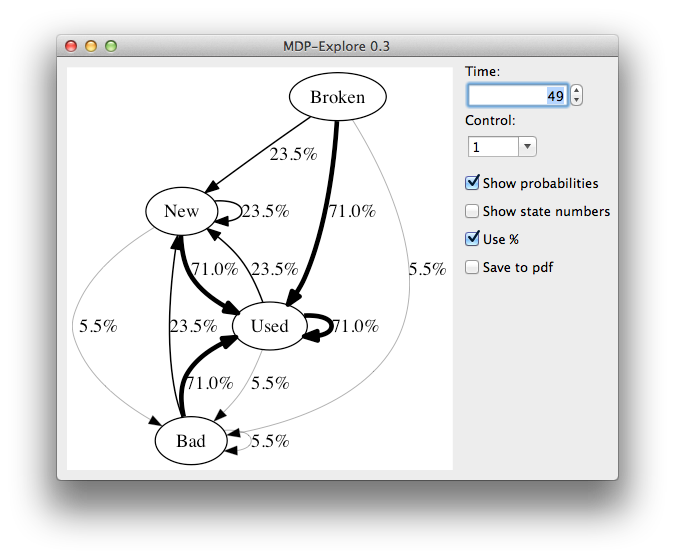 MDP-Explore 0.3
Time:
49
Control:
1
Show probabilities
Show state numbers
Use %
Save to pdf
Broken
23.5%
New
23.5%
71.0%
71.0%
23.5%
5.5%
5.5%
23.5%
Used
71.0%
71.0%
5.5%
Bad
5.5%